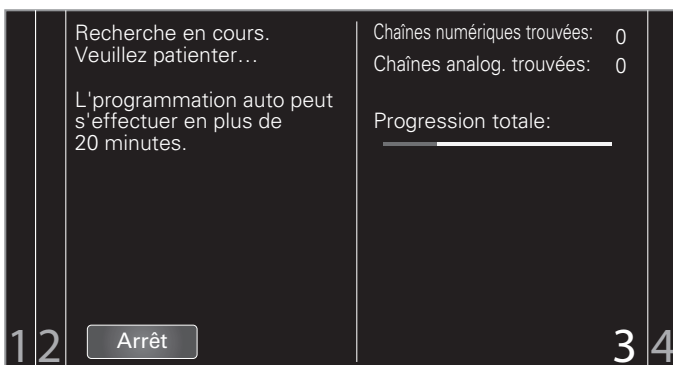 Recherche en cours.
Veuillez patienter…
L'programmation auto peut
s'effectuer en plus de
20 minutes.
Chaînes numériques trouvées: 0
Chaînes analog. trouvées: 0
Progression totale:
Arrêt
1 2 3 4